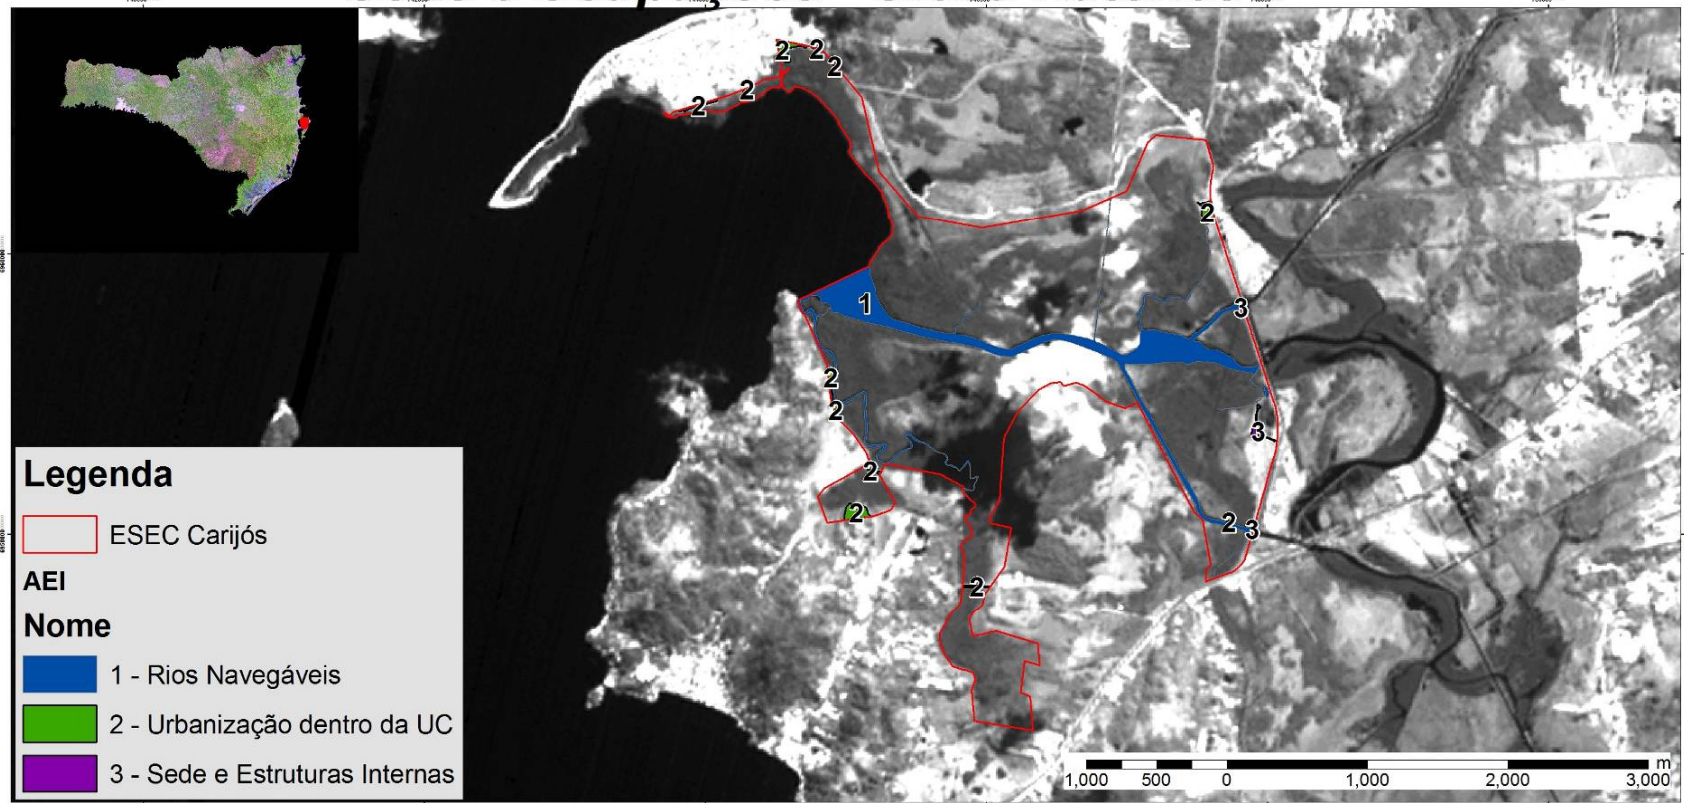 2 2
2
2
2
2
1
3
2
2
3
2
2
2 3
2
Legenda
ESEC Carijós
AEI
Nome
1 - Rios Navegáveis
2 - Urbanização dentro da UC
3 - Sede e Estruturas Internas
m
1,000 500 0 1,000 2,000 3,000